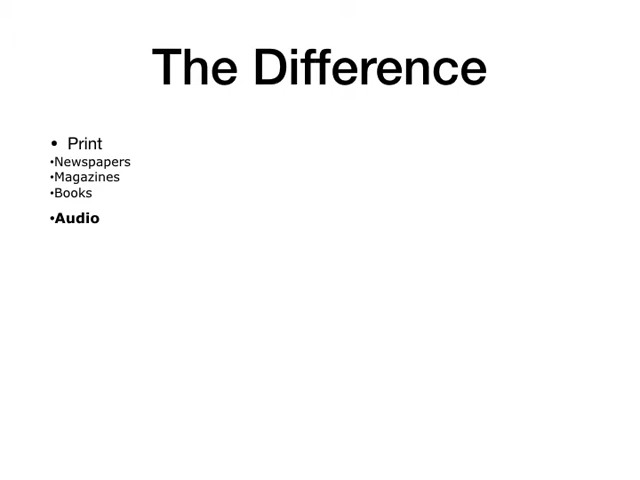 The Difference
• Print
•Newspapers
•Magazines
•Books
•Audio